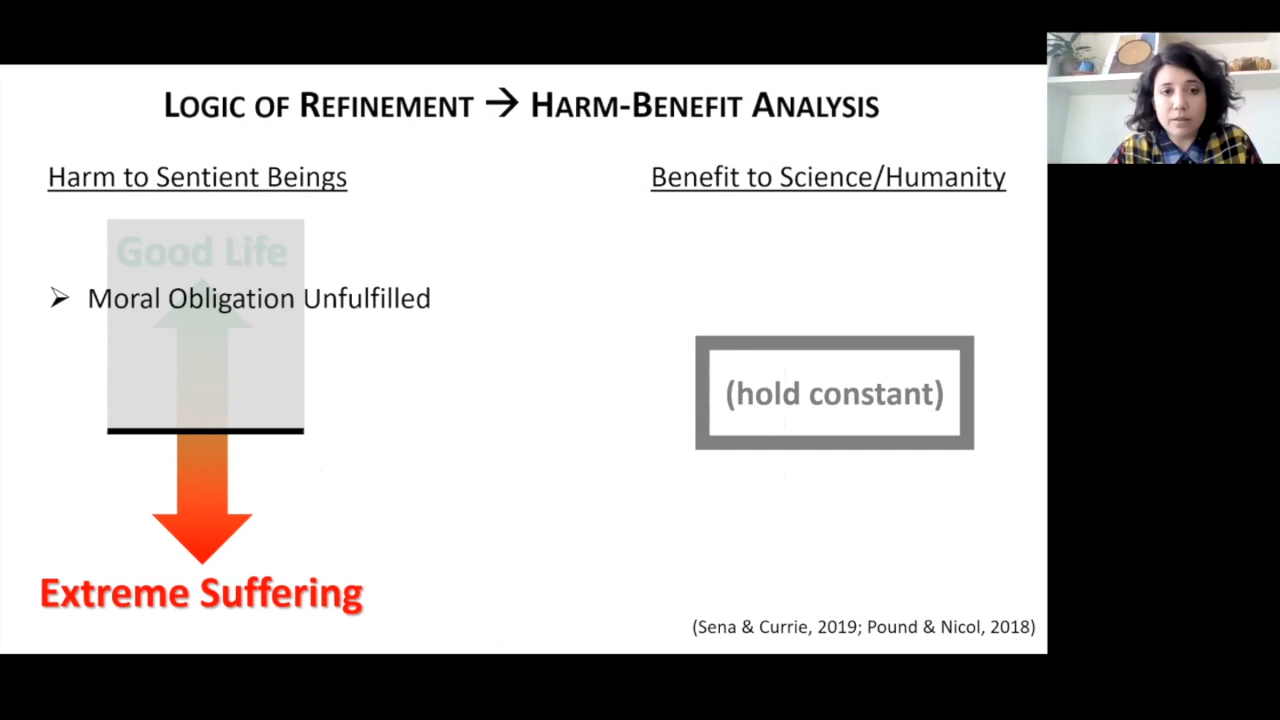 LOGIC OF REFINEMENT → HARM-BENEFIT ANALYSIS
Harm to Sentient Beings
Benefit to Science/Humanity
Good Life
➢ Moral Obligation Unfulfilled
(hold constant)
Extreme Suffering
(Sena & Currie, 2019; Pound & Nicol, 2018)